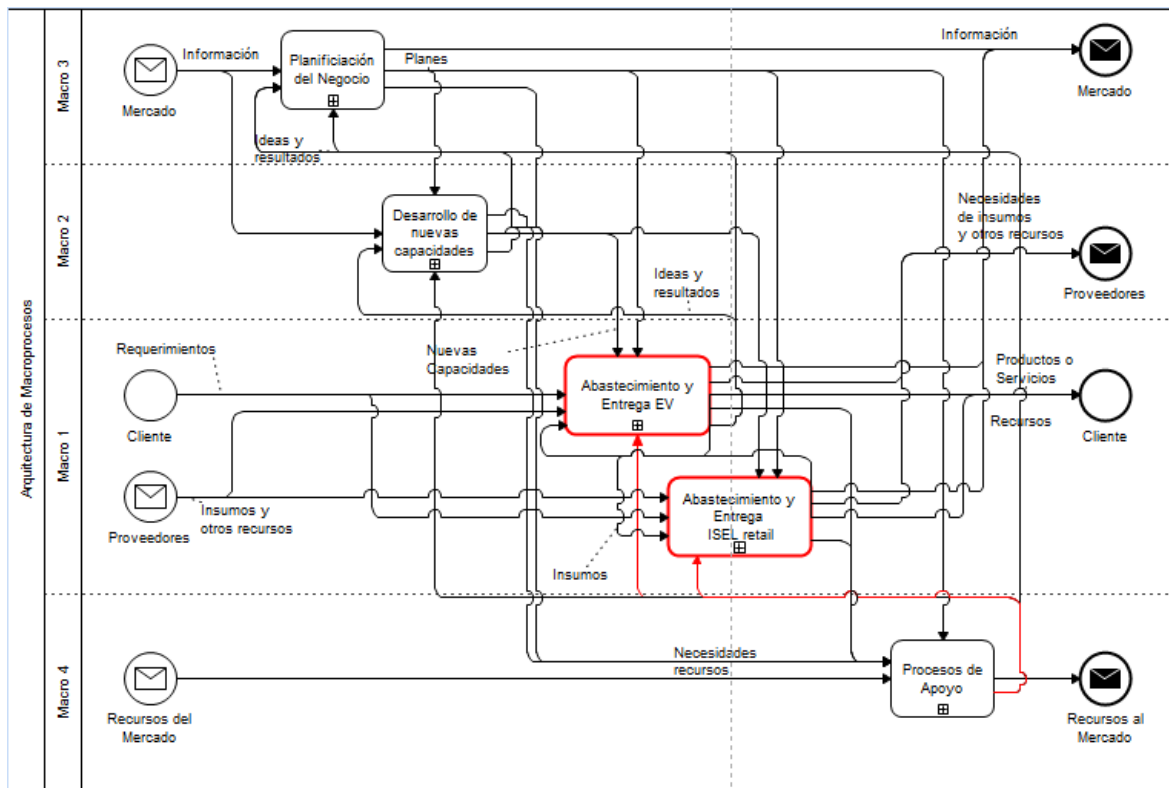 Arquitectura de Macroprocesos
Macro 3
Información
Mercado
Planificiación
del Negocio
Planes
Información
Mercado
Ideas y
resultados
Macro 2
Desarrollo de
nuevas
capacidades
Necesidades
de insumos
y otros recursos
Proveedores
Ideas y
resultados
Macro 1
Requerimientos
Cliente
Nuevas
Capacidades
Abastecimiento y
Entrega EV
Productos o
Servicios
Recursos
Cliente
Proveedores
Insumos y
otros recursos
Abastecimiento y
Entrega
ISEL retail
Insumos
Macro 4
Recursos del
Mercado
Necesidades
recursos
Procesos de
Apoyo
Recursos al
Mercado